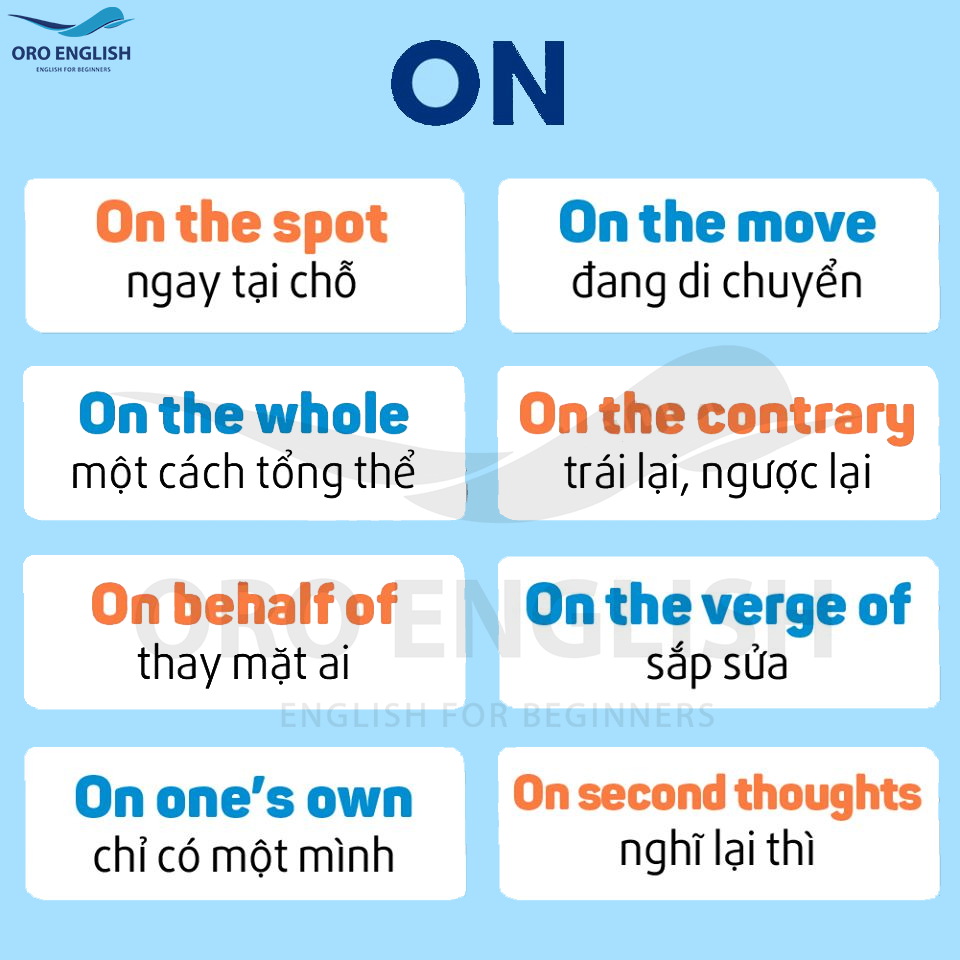 ORO ENGLISH
ENGLISH FOR BEGINNERS
ON
On the spot
ngay tại chỗ
On the move
đang di chuyển
On the whole
một cách tổng thể
On the contrary
trái lại, ngược lại
On behalf of
thay mặt ai
On the verge of
sắp sửa
ORO ENGLISH
ENGLISH FOR BEGINNERS
On one's own
chỉ có một mình
On second thoughts
nghĩ lại thì